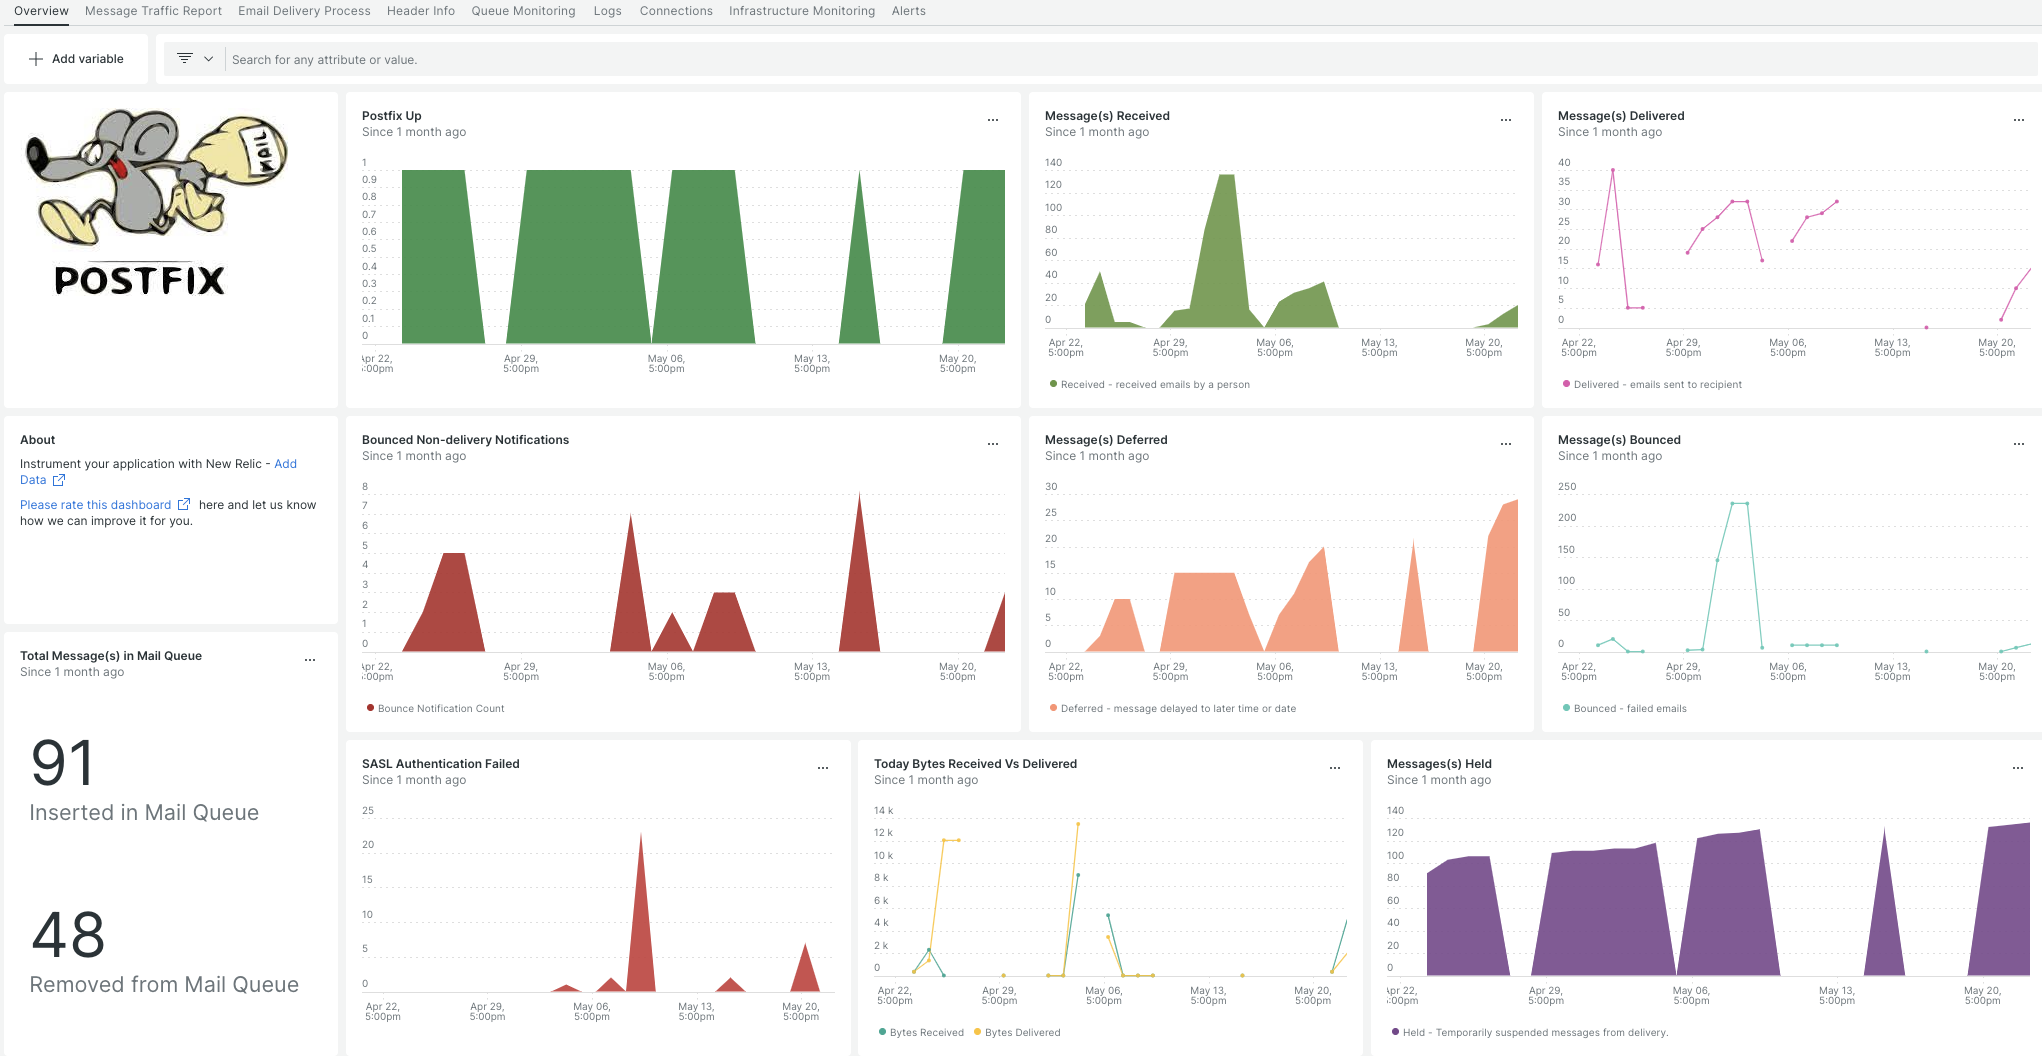 Overview Message Traffic Report Email Delivery Process Header Info Queue Monitoring Logs Connections Infrastructure Monitoring Alerts
Add variable
Search for any attribute or value.
MAIL
POSTFIX
Postfix Up
Since 1 month ago
1
0.9
0.8
0.7
0.6
0.5
0.4
0.3
0.2
0.1
0
Apr 22, Apr 29, May 06, May 13, May 20,
5:00pm 5:00pm 5:00pm 5:00pm 5:00pm
Message(s) Received
Since 1 month ago
140
120
100
80
60
40
20
0
Apr 22, Apr 29, May 06, May 13, May 20,
5:00pm 5:00pm 5:00pm 5:00pm 5:00pm
Received - received emails by a person
Message(s) Delivered
Since 1 month ago
40
35
30
25
20
15
10
5
0
Apr 22, Apr 29, May 06, May 13, May 20,
5:00pm 5:00pm 5:00pm 5:00pm 5:00pm
Delivered - emails sent to recipient
About
Instrument your application with New Relic - Add
Data
Please rate this dashboard here and let us know
how we can improve it for you.
Bounced Non-delivery Notifications
Since 1 month ago
8
7
6
5
4
3
2
1
0
Apr 22, Apr 29, May 06, May 13, May 20,
5:00pm 5:00pm 5:00pm 5:00pm 5:00pm
Bounce Notification Count
Message(s) Deferred
Since 1 month ago
30
25
20
15
10
5
0
Apr 22, Apr 29, May 06, May 13, May 20,
5:00pm 5:00pm 5:00pm 5:00pm 5:00pm
Deferred - message delayed to later time or date
Message(s) Bounced
Since 1 month ago
250
200
150
100
50
0
Apr 22, Apr 29, May 06, May 13, May 20,
5:00pm 5:00pm 5:00pm 5:00pm 5:00pm
Bounced - failed emails
Total Message(s) in Mail Queue
Since 1 month ago
91
Inserted in Mail Queue
48
Removed from Mail Queue
SASL Authentication Failed
Since 1 month ago
25
20
15
10
5
0
Apr 22, Apr 29, May 06, May 13, May 20,
5:00pm 5:00pm 5:00pm 5:00pm 5:00pm
Today Bytes Received Vs Delivered
Since 1 month ago
14 k
12 k
10 k
8 k
6 k
4 k
2 k
0
Apr 22, Apr 29, May 06, May 13, May 20,
5:00pm 5:00pm 5:00pm 5:00pm 5:00pm
Bytes Received Bytes Delivered
Messages(s) Held
Since 1 month ago
140
120
100
80
60
40
20
0
Apr 22, Apr 29, May 06, May 13, May 20,
5:00pm 5:00pm 5:00pm 5:00pm 5:00pm
Held - Temporarily suspended messages from delivery.